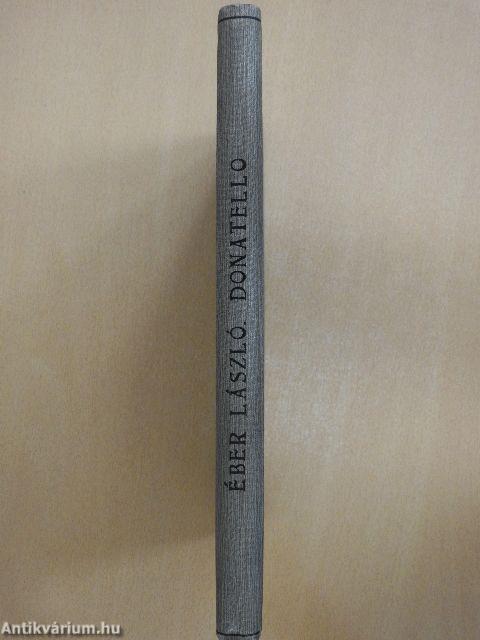 ÉBER LÁSZLÓ. DONATELLO
Antikvárium.hu